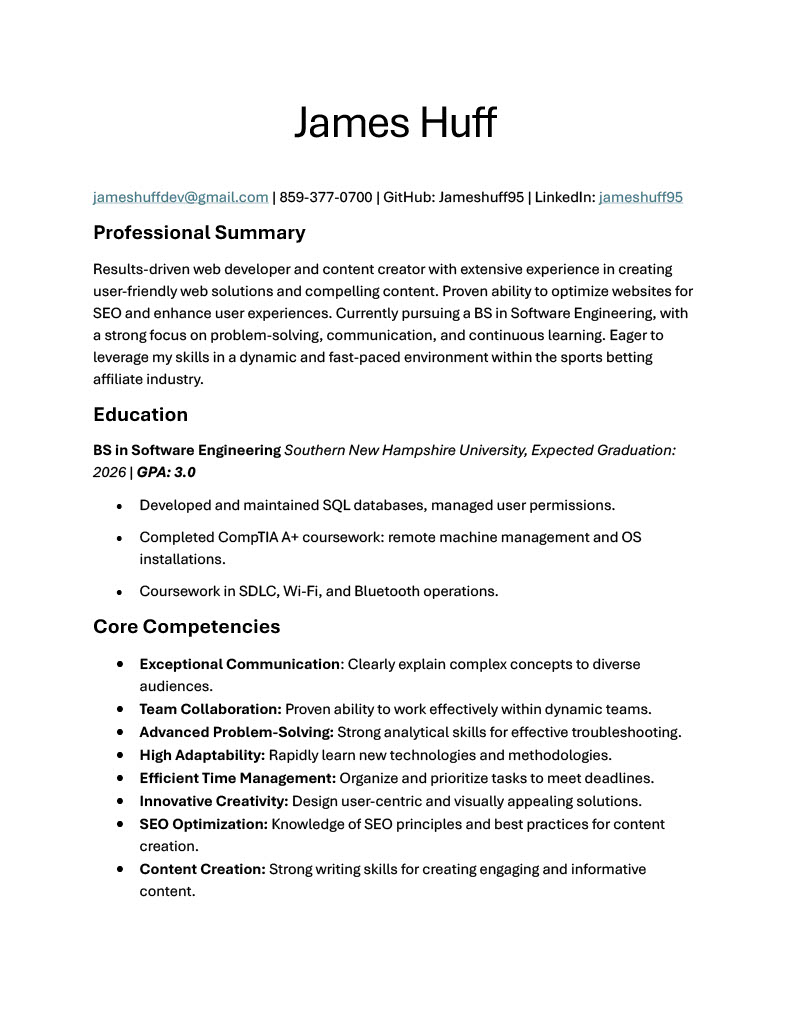 James Huff
jameshuffdev@gmail.com | 859-377-0700 | GitHub: Jameshuff95 | LinkedIn: jameshuff95
Professional Summary
Results-driven web developer and content creator with extensive experience in creating
user-friendly web solutions and compelling content. Proven ability to optimize websites for
SEO and enhance user experiences. Currently pursuing a BS in Software Engineering, with
a strong focus on problem-solving, communication, and continuous learning. Eager to
leverage my skills in a dynamic and fast-paced environment within the sports betting
affiliate industry.
Education
BS in Software Engineering Southern New Hampshire University, Expected Graduation:
2026 | GPA: 3.0
• Developed and maintained SQL databases, managed user permissions.
• Completed CompTIA A+ coursework: remote machine management and OS
installations.
• Coursework in SDLC, Wi-Fi, and Bluetooth operations.
Core Competencies
• Exceptional Communication: Clearly explain complex concepts to diverse
audiences.
• Team Collaboration: Proven ability to work effectively within dynamic teams.
• Advanced Problem-Solving: Strong analytical skills for effective troubleshooting.
• High Adaptability: Rapidly learn new technologies and methodologies.
• Efficient Time Management: Organize and prioritize tasks to meet deadlines.
• Innovative Creativity: Design user-centric and visually appealing solutions.
• SEO Optimization: Knowledge of SEO principles and best practices for content
creation.
• Content Creation: Strong writing skills for creating engaging and informative
content.